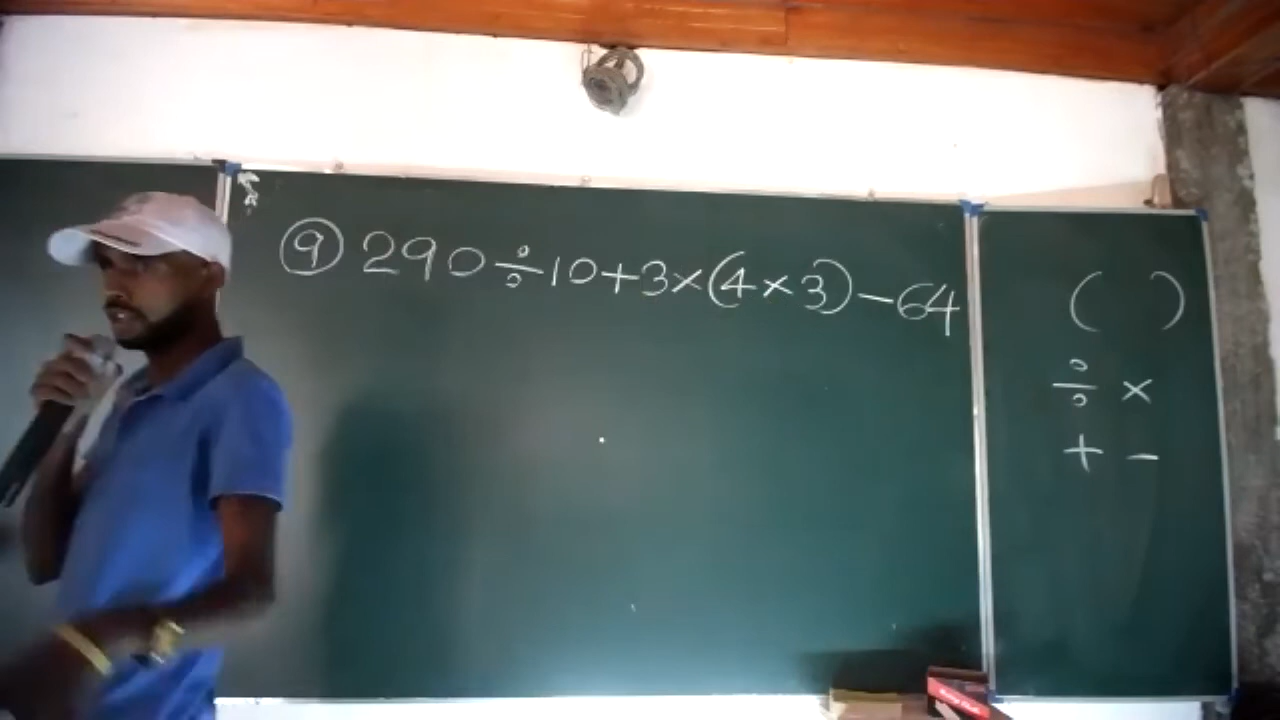 ⑨ 290÷10+3×(4×3)-64
( )
÷ ×
+ -